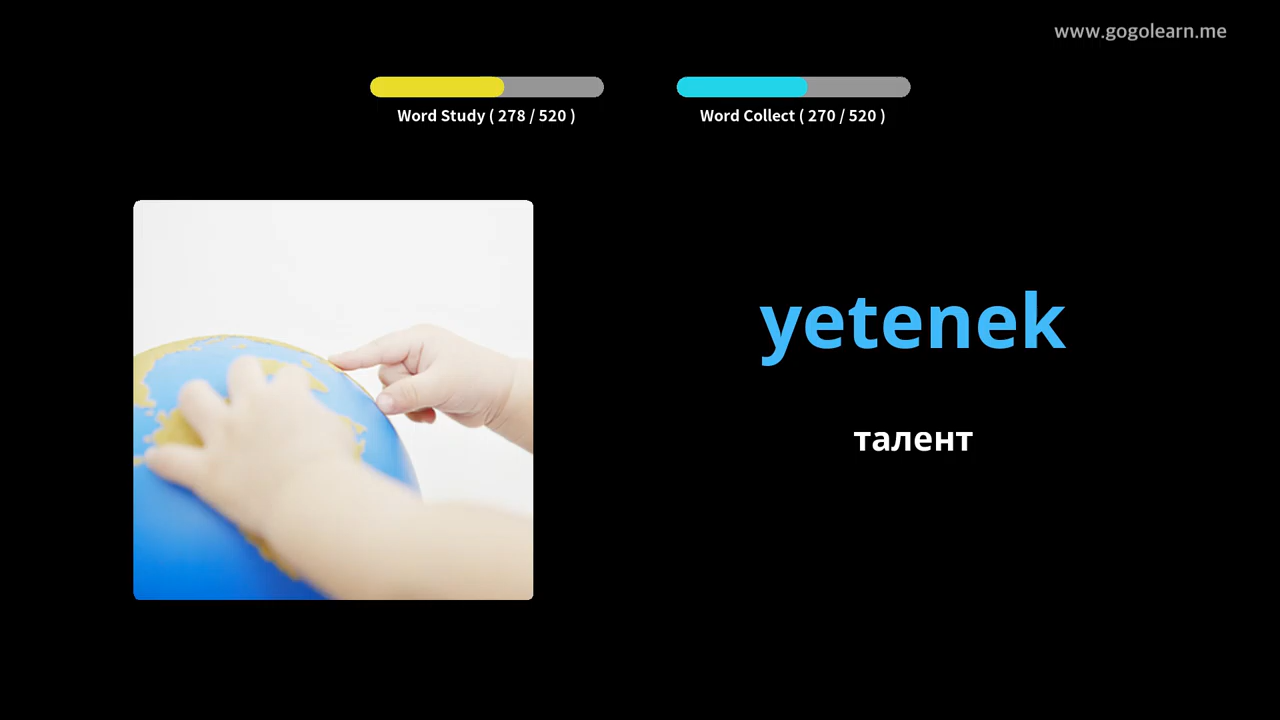 www.gogolearn.me
Word Study ( 278 / 520 )
Word Collect ( 270 / 520 )
yetenek
талент